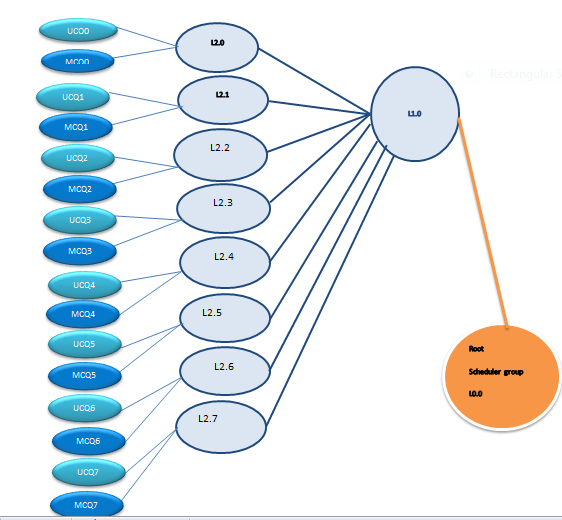 UCQ0
L2.0
MCQ0
Rectangular S
UCQ1
L2.1
L1.0
MCQ1
UCQ2
L2.2
MCQ2
UCQ3
L2.3
MCQ3
UCQ4
L2.4
MCQ4
UCQ5
L2.5
MCQ5
UCQ6
L2.6
MCQ6
UCQ7
L2.7
MCQ7
Root
Scheduler group
L0.0